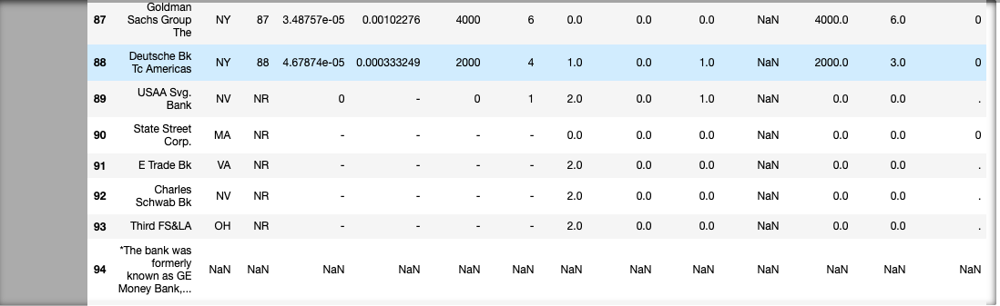 Goldman
87 Sachs Group NY 87 3.48757e-05 0.00102276 4000 6 0.0 0.0 0.0 NaN 4000.0 6.0 0
The
Deutsche Bk
88 NY 88 4.67874e-05 0.000333249 2000 4 1.0 0.0 1.0 NaN 2000.0 3.0 0
Tc Americas
USAA Svg.
89 NV NR 0 - 0 1 2.0 0.0 1.0 NaN 0.0 0.0 .
Bank
State Street
90 MA NR - - - - 0.0 0.0 0.0 NaN 0.0 0.0 0
Corp.
91 E Trade Bk VA NR - - - - 2.0 0.0 0.0 NaN 0.0 0.0 .
Charles
92 NV NR - - - - 2.0 0.0 0.0 NaN 0.0 0.0 .
Schwab Bk
93 Third FS&LA OH NR - - - - 2.0 0.0 0.0 NaN 0.0 0.0 .
*The bank was
formerly
94 NaN NaN NaN NaN NaN NaN NaN NaN NaN NaN NaN NaN NaN
known as GE
Money Bank,...